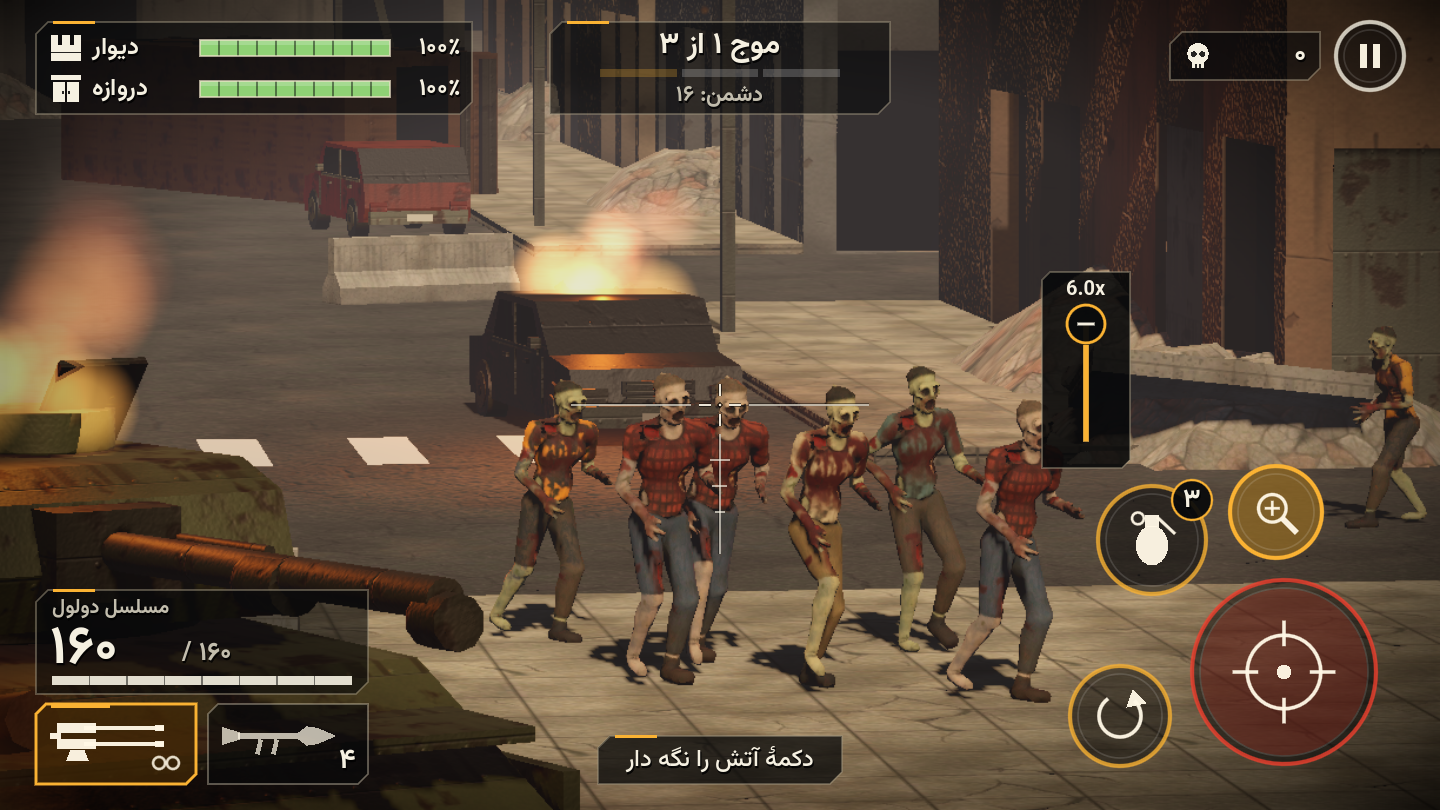 دیوار ۱۰۰٪
دروازه ۱۰۰٪
موج ۱ از ۳
دشمن: ۱۶
۰
6.0x
۳
مسلسل دولول
۱۶۰ / ۱۶۰
∞
۴
دکمهٔ آتش را نگه دار